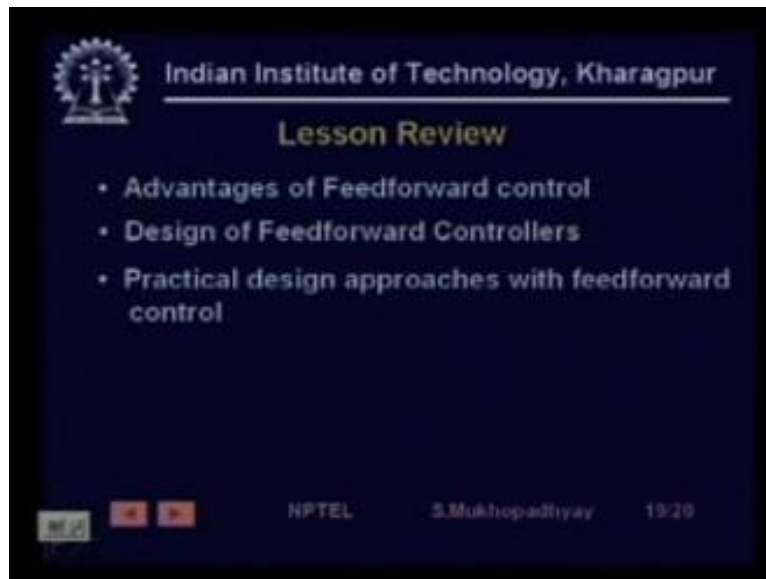 Indian Institute of Technology, Kharagpur
Lesson Review
• Advantages of Feedforward control
• Design of Feedforward Controllers
• Practical design approaches with feedforward
control
NPTEL S.Mukhopadhyay 19/20